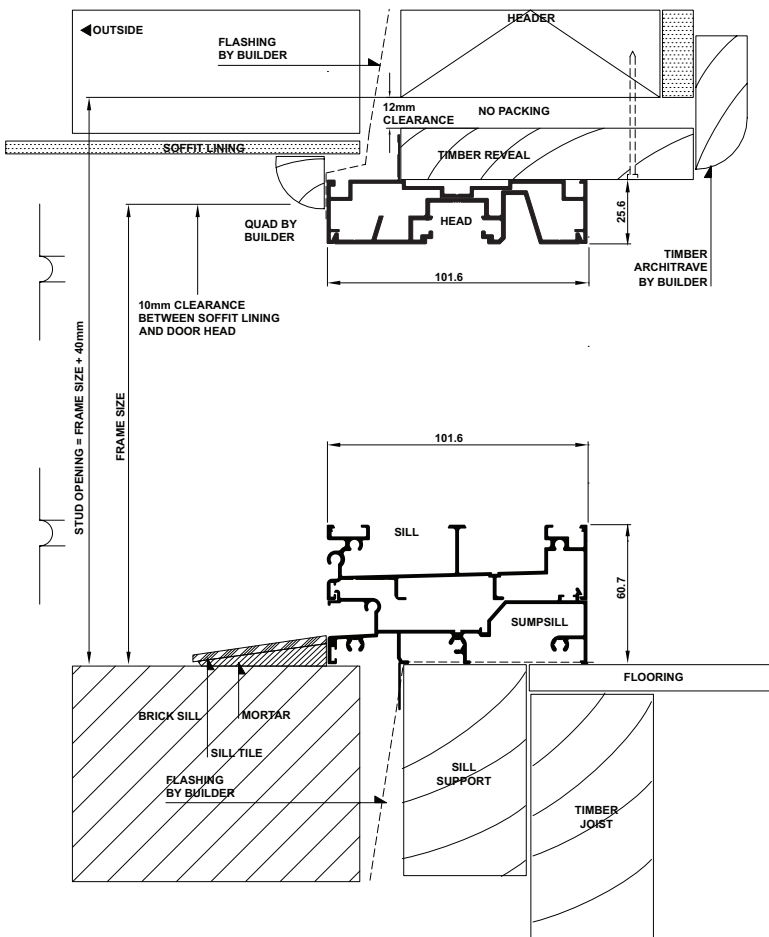 OUTSIDE
HEADER
FLASHING
BY BUILDER
12mm
CLEARANCE
NO PACKING
SOFFIT LINING
TIMBER REVEAL
HEAD
25.6
QUAD BY
BUILDER
TIMBER
ARCHITRAVE
BY BUILDER
101.6
10mm CLEARANCE
BETWEEN SOFFIT LINING
AND DOOR HEAD
STUD OPENING = FRAME SIZE + 40mm
FRAME SIZE
101.6
SILL
60.7
SUMPSILL
FLOORING
BRICK SILL
MORTAR
SILL TILE
SILL
SUPPORT
FLASHING
BY BUILDER
TIMBER
JOIST